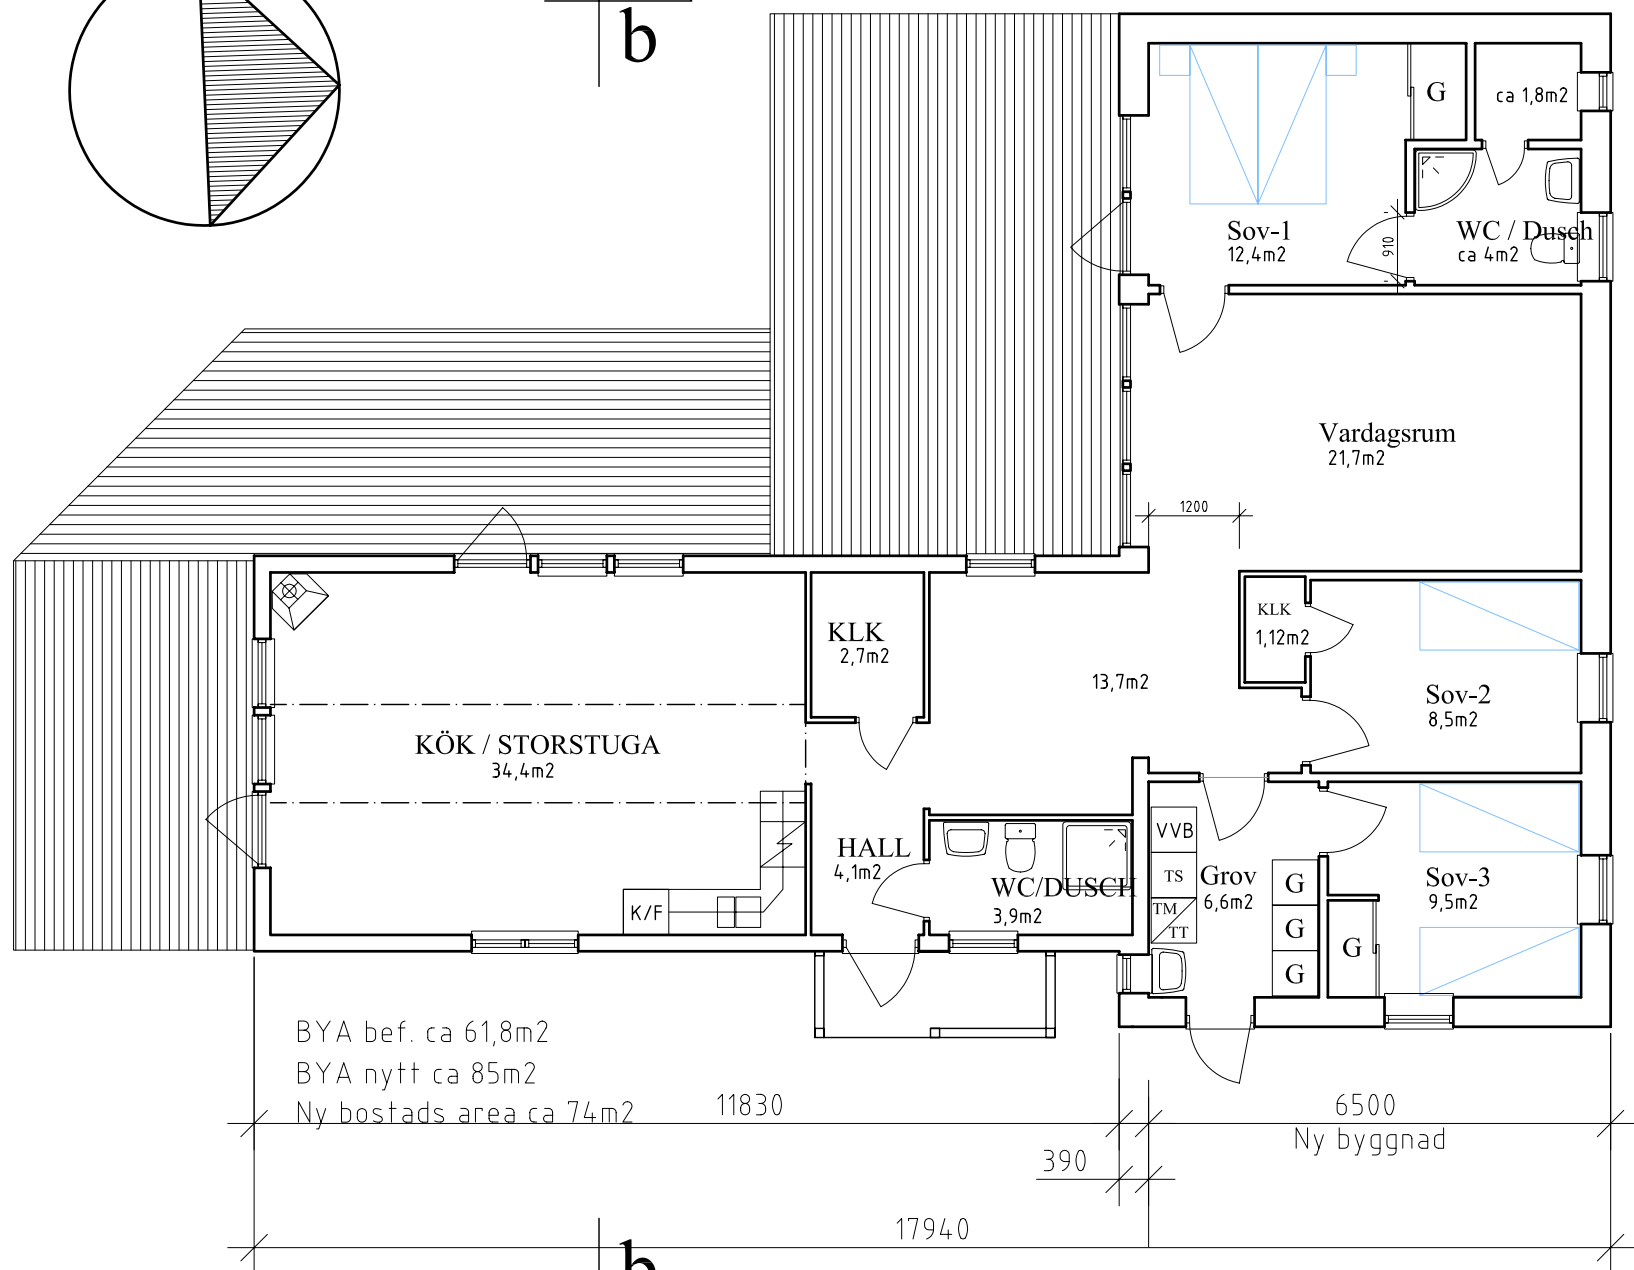 b
G
ca 1,8m2
Sov-1
12,4m2
910
WC / Dusch
ca 4m2
Vardagsrum
21,7m2
1200
KLK
2,7m2
KLK
1,12m2
13,7m2
Sov-2
8,5m2
KÖK / STORSTUGA
34,4m2
HALL
4,1m2
WC/DUSCH
3,9m2
K/F
VVB
TS
TM
TT
Grov
6,6m2
G
G
G
Sov-3
9,5m2
G
BYA bef. ca 61,8m2
BYA nytt ca 85m2
Ny bostads area ca 74m2
11830
6500
Ny byggnad
390
17940
b